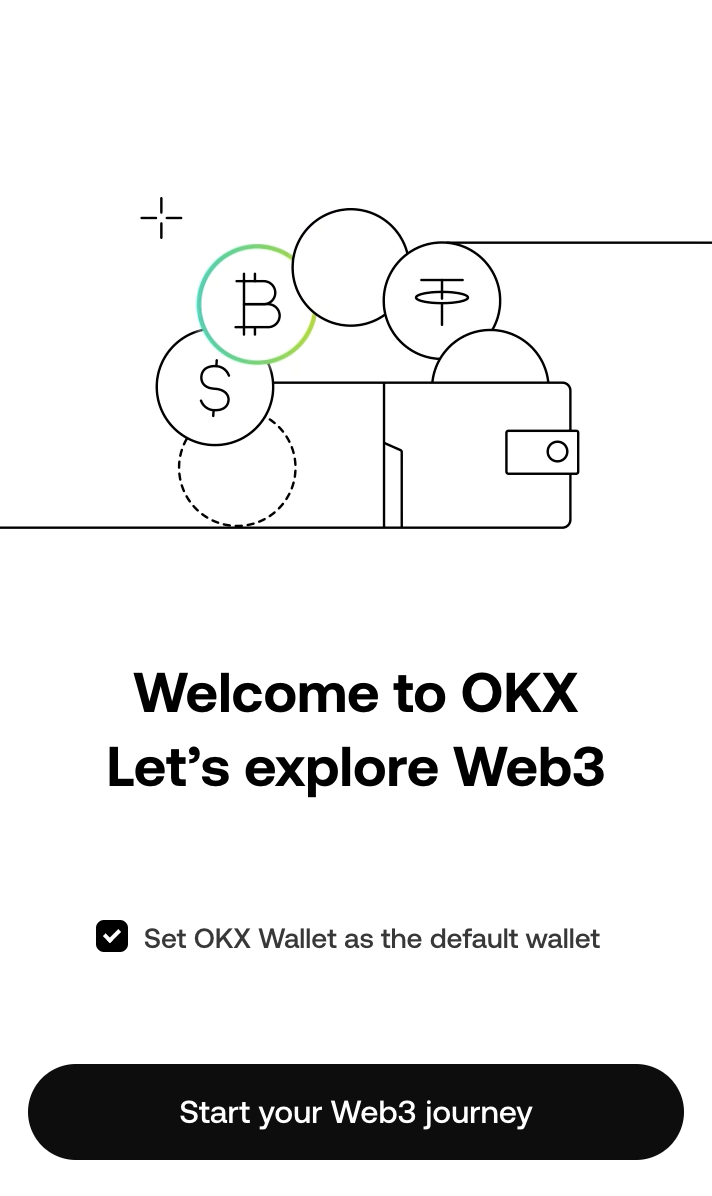 Welcome to OKX
Let’s explore Web3
Set OKX Wallet as the default wallet
Start your Web3 journey